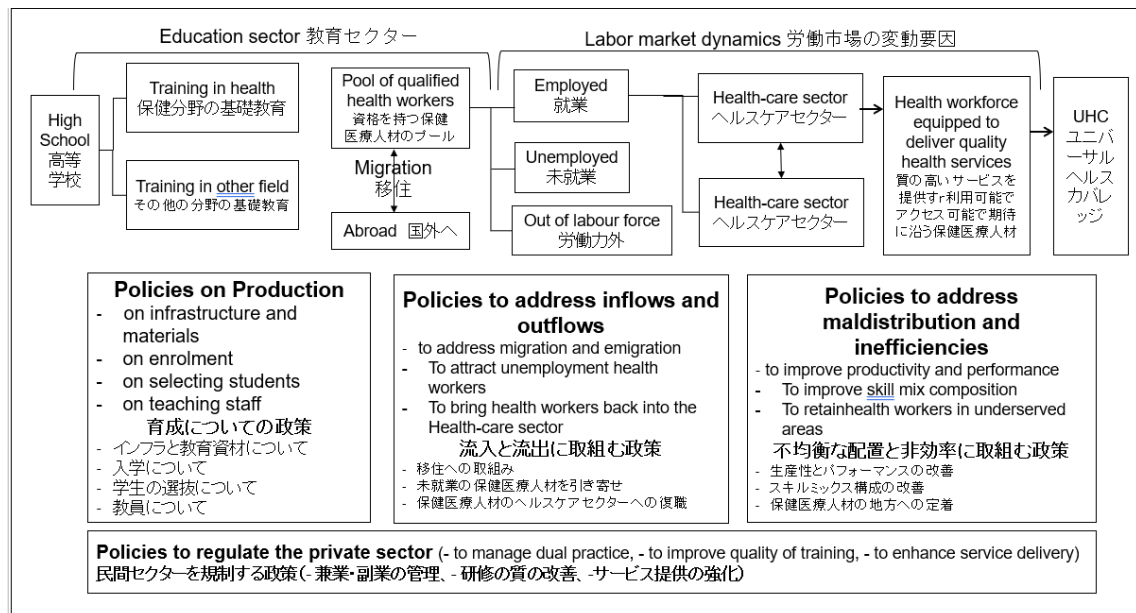 Education sector 教育セクター
Labor market dynamics 労働市場の変動要因
High
School
高等
学校
Training in health
保健分野の基礎教育
Training in other field
その他の分野の基礎教育
Pool of qualified
health workers
資格を持つ保健
医療人材のプール
Migration
移住
Abroad 国外へ
Employed
就業
Unemployed
未就業
Out of labour force
労働力外
Health-care sector
ヘルスケアセクター
Health-care sector
ヘルスケアセクター
Health workforce
equipped to
deliver quality
health services
質の高いサービスを
提供すr利用可能で
アクセス可能で期待
に沿う保健医療人材
UHC
ユニバ
ーサル
ヘルス
カバレ
ッジ
Policies on Production
- on infrastructure and
materials
- on enrolment
- on selecting students
- on teaching staff
育成についての政策
- インフラと教育資材について
- 入学について
- 学生の選抜について
- 教員について
Policies to address inflows and
outflows
- to address migration and emigration
- To attract unemployment health
workers
- To bring health workers back into the
Health-care sector
流入と流出に取組む政策
- 移住への取組み
- 未就業の保健医療人材を引き寄せ
- 保健医療人材のヘルスケアセクターへの復職
Policies to address
maldistribution and
inefficiencies
- to improve productivity and performance
- To improve skill mix composition
- To retainhealth workers in underserved
areas
不均衡な配置と非効率に取組む政策
- 生産性とパフォーマンスの改善
- スキルミックス構成の改善
- 保健医療人材の地方への定着
Policies to regulate the private sector (- to manage dual practice, - to improve quality of training, - to enhance service delivery)
民間セクターを規制する政策(- 兼業・副業の管理、- 研修の質の改善、-サービス提供の強化)